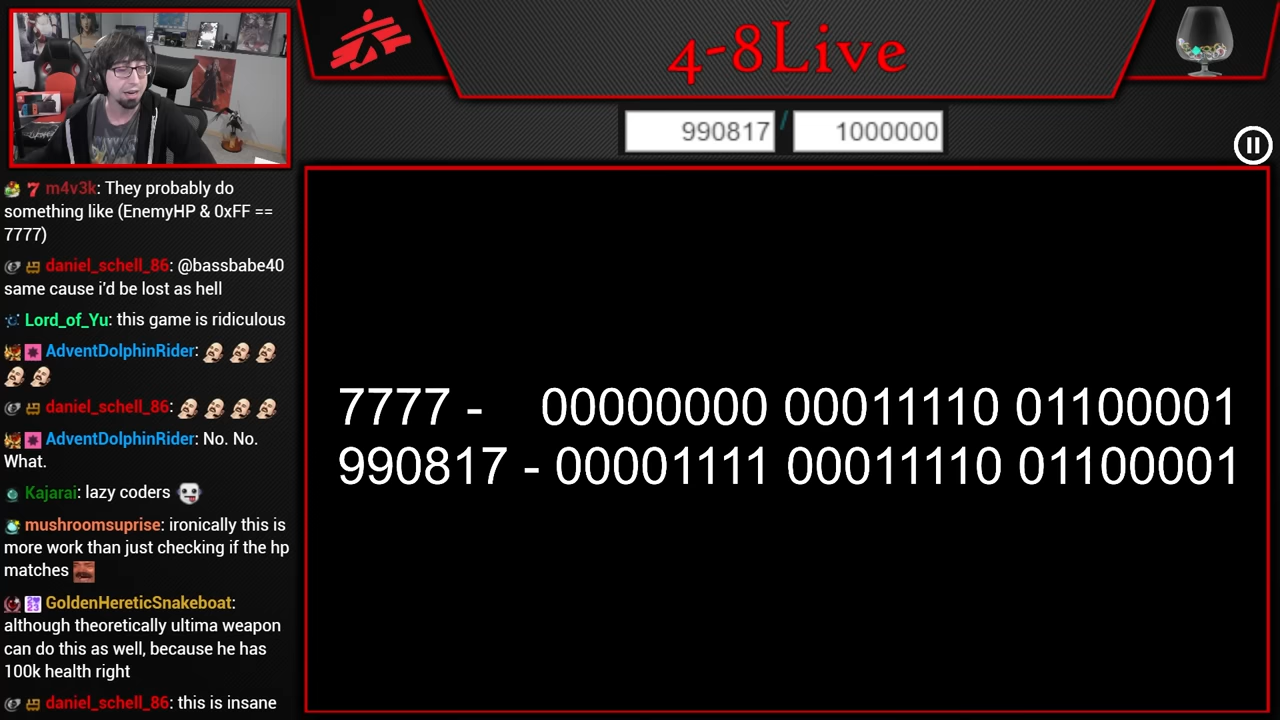 4-8Live
990817 / 1000000
7 m4v3k: They probably do
something like (EnemyHP & 0xFF ==
7777)
daniel_schell_86: @bassbabe40
same cause i'd be lost as hell
Lord_of_Yu: this game is ridiculous
AdventDolphinRider:
daniel_schell_86:
AdventDolphinRider: No. No.
What.
Kajarai: lazy coders
mushroomsuprise: ironically this is
more work than just checking if the hp
matches
GoldenHereticSnakeboat:
although theoretically ultima weapon
can do this as well, because he has
100k health right
daniel_schell_86: this is insane
7777 - 00000000 00011110 01100001
990817 - 00001111 00011110 01100001